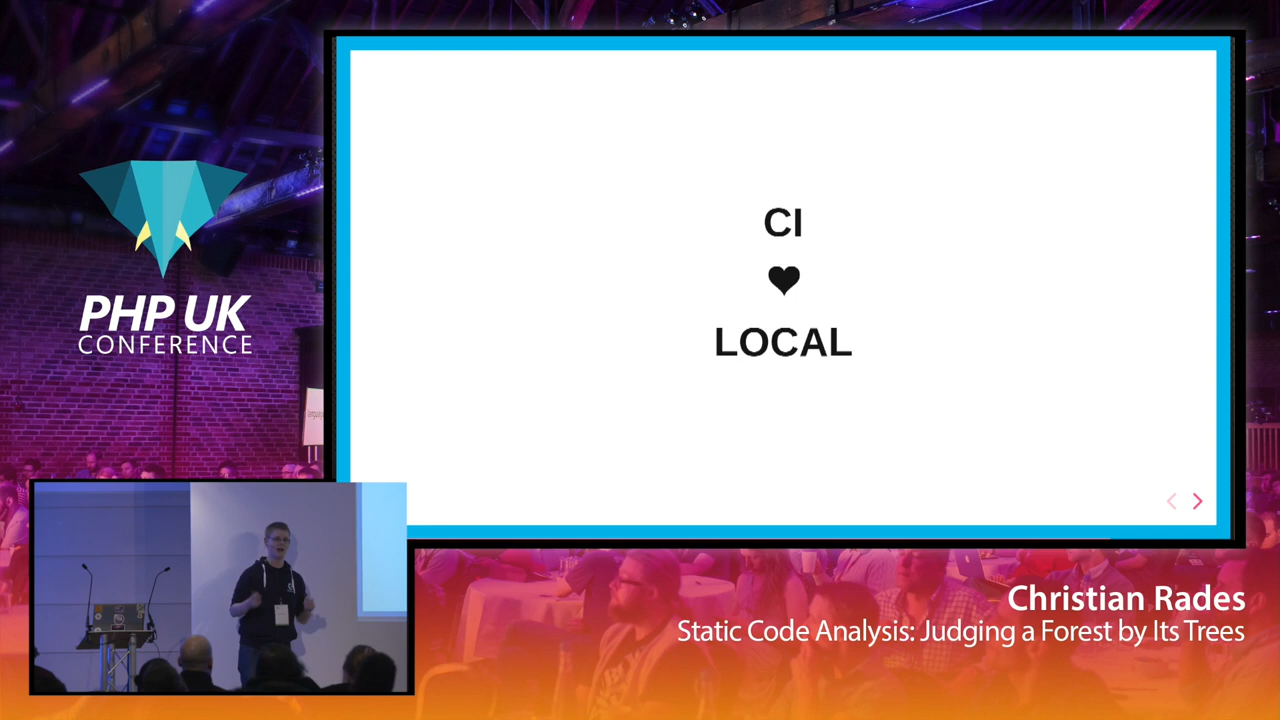 PHP UK
CONFERENCE
CI
♥
LOCAL
Christian Rades
Static Code Analysis: Judging a Forest by Its Trees